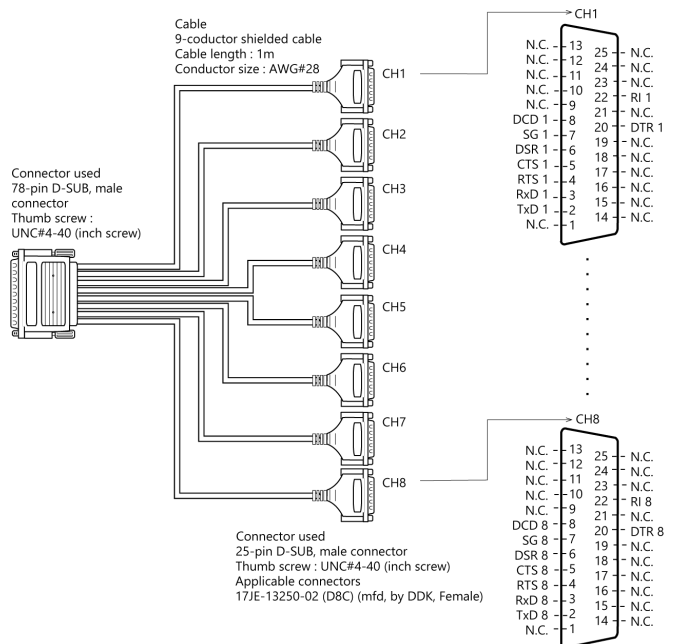 Cable
9-coductor shielded cable
Cable length : 1m
Conductor size : AWG#28
Connector used
78-pin D-SUB, male
connector
Thumb screw :
UNC#4-40 (inch screw)
CH1
CH2
CH3
CH4
CH5
CH6
CH7
CH8
Connector used
25-pin D-SUB, male connector
Thumb screw : UNC#4-40 (inch screw)
Applicable connectors
17JE-13250-02 (D8C) (mfd, by DDK, Female)
CH1
N.C. 13
25 N.C.
N.C. 12
24 N.C.
N.C. 11
23 N.C.
N.C. 10
22 RI 1
N.C. 9
21 N.C.
DCD 1 8
20 DTR 1
SG 1 7
19 N.C.
DSR 1 6
18 N.C.
CTS 1 5
17 N.C.
RTS 1 4
16 N.C.
RxD 1 3
15 N.C.
TxD 1 2
14 N.C.
N.C. 1
CH8
N.C. 13
25 N.C.
N.C. 12
24 N.C.
N.C. 11
23 N.C.
N.C. 10
22 RI 8
N.C. 9
21 N.C.
DCD 8 8
20 DTR 8
SG 8 7
19 N.C.
DSR 8 6
18 N.C.
CTS 8 5
17 N.C.
RTS 8 4
16 N.C.
RxD 8 3
15 N.C.
TxD 8 2
14 N.C.
N.C. 1